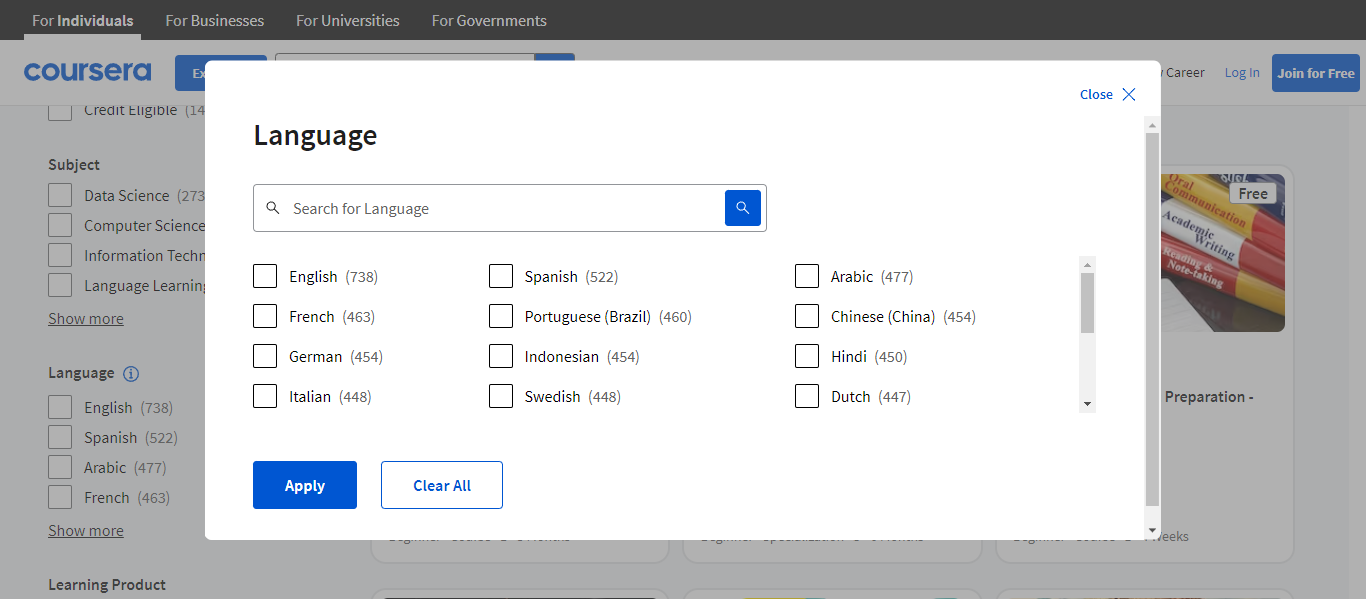 For Individuals For Businesses For Universities For Governments
coursera
Career Log In Join for Free
Credit Eligible
Close
Language
Search for Language
Subject
Data Science (273
Computer Science
Information Techn
Language Learning
Show more
English (738) Spanish (522) Arabic (477)
French (463) Portuguese (Brazil) (460) Chinese (China) (454)
German (454) Indonesian (454) Hindi (450)
Italian (448) Swedish (448) Dutch (447)
Apply Clear All
Language
English (738)
Spanish (522)
Arabic (477)
French (463)
Show more
Learning Product
Oral Communication
Academic Writing
Reading & Note-taking
Free
Preparation -